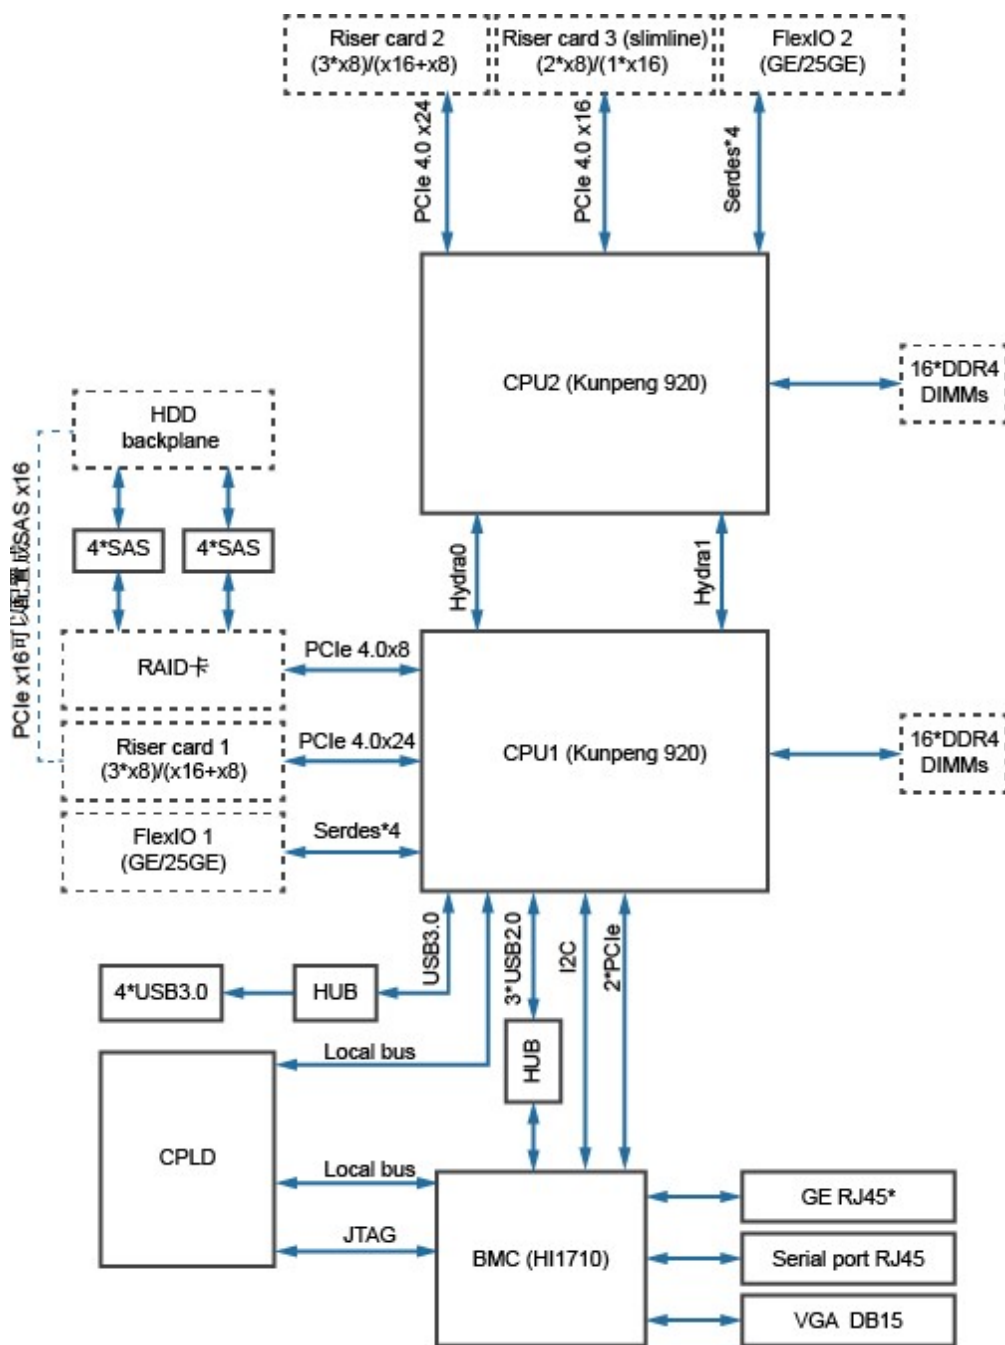 Riser card 2
(3*x8)/(x16+x8)
Riser card 3 (slimline)
(2*x8)/(1*x16)
FlexIO 2
(GE/25GE)
PCIe 4.0 x24
PCIe 4.0 x16
Serdes*4
CPU2 (Kunpeng 920)
16*DDR4
DIMMs
HDD
backplane
4*SAS
4*SAS
PCIe x16可以配置成SAS x16
Hydra0
Hydra1
RAID卡
PCIe 4.0x8
Riser card 1
(3*x8)/(x16+x8)
PCIe 4.0x24
CPU1 (Kunpeng 920)
16*DDR4
DIMMs
FlexIO 1
(GE/25GE)
Serdes*4
USB3.0
3*USB2.0
I2C
2*PCIe
4*USB3.0
HUB
HUB
Local bus
CPLD
Local bus
JTAG
BMC (HI1710)
GE RJ45*
Serial port RJ45
VGA DB15